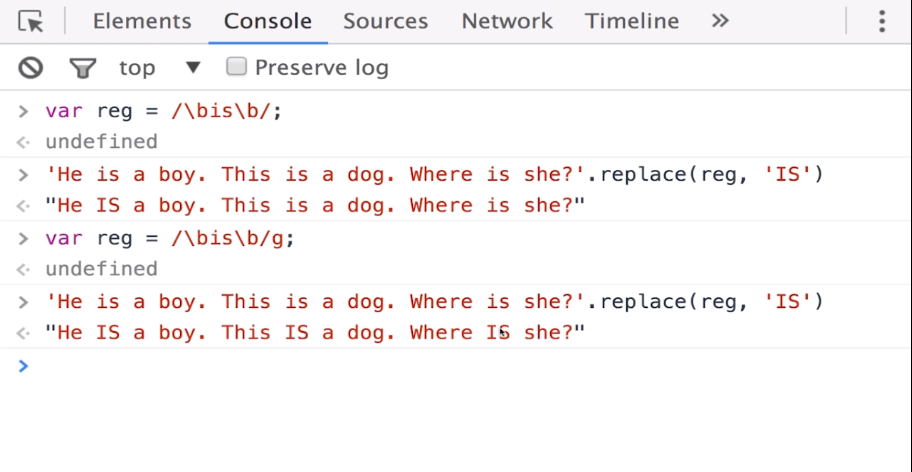 Elements Console Sources Network Timeline »
top ▼ Preserve log
> var reg = /\bis\b/;
<· undefined
> 'He is a boy. This is a dog. Where is she?'.replace(reg, 'IS')
<· "He IS a boy. This is a dog. Where is she?"
> var reg = /\bis\b/g;
<· undefined
> 'He is a boy. This is a dog. Where is she?'.replace(reg, 'IS')
<· "He IS a boy. This IS a dog. Where IS she?"
>